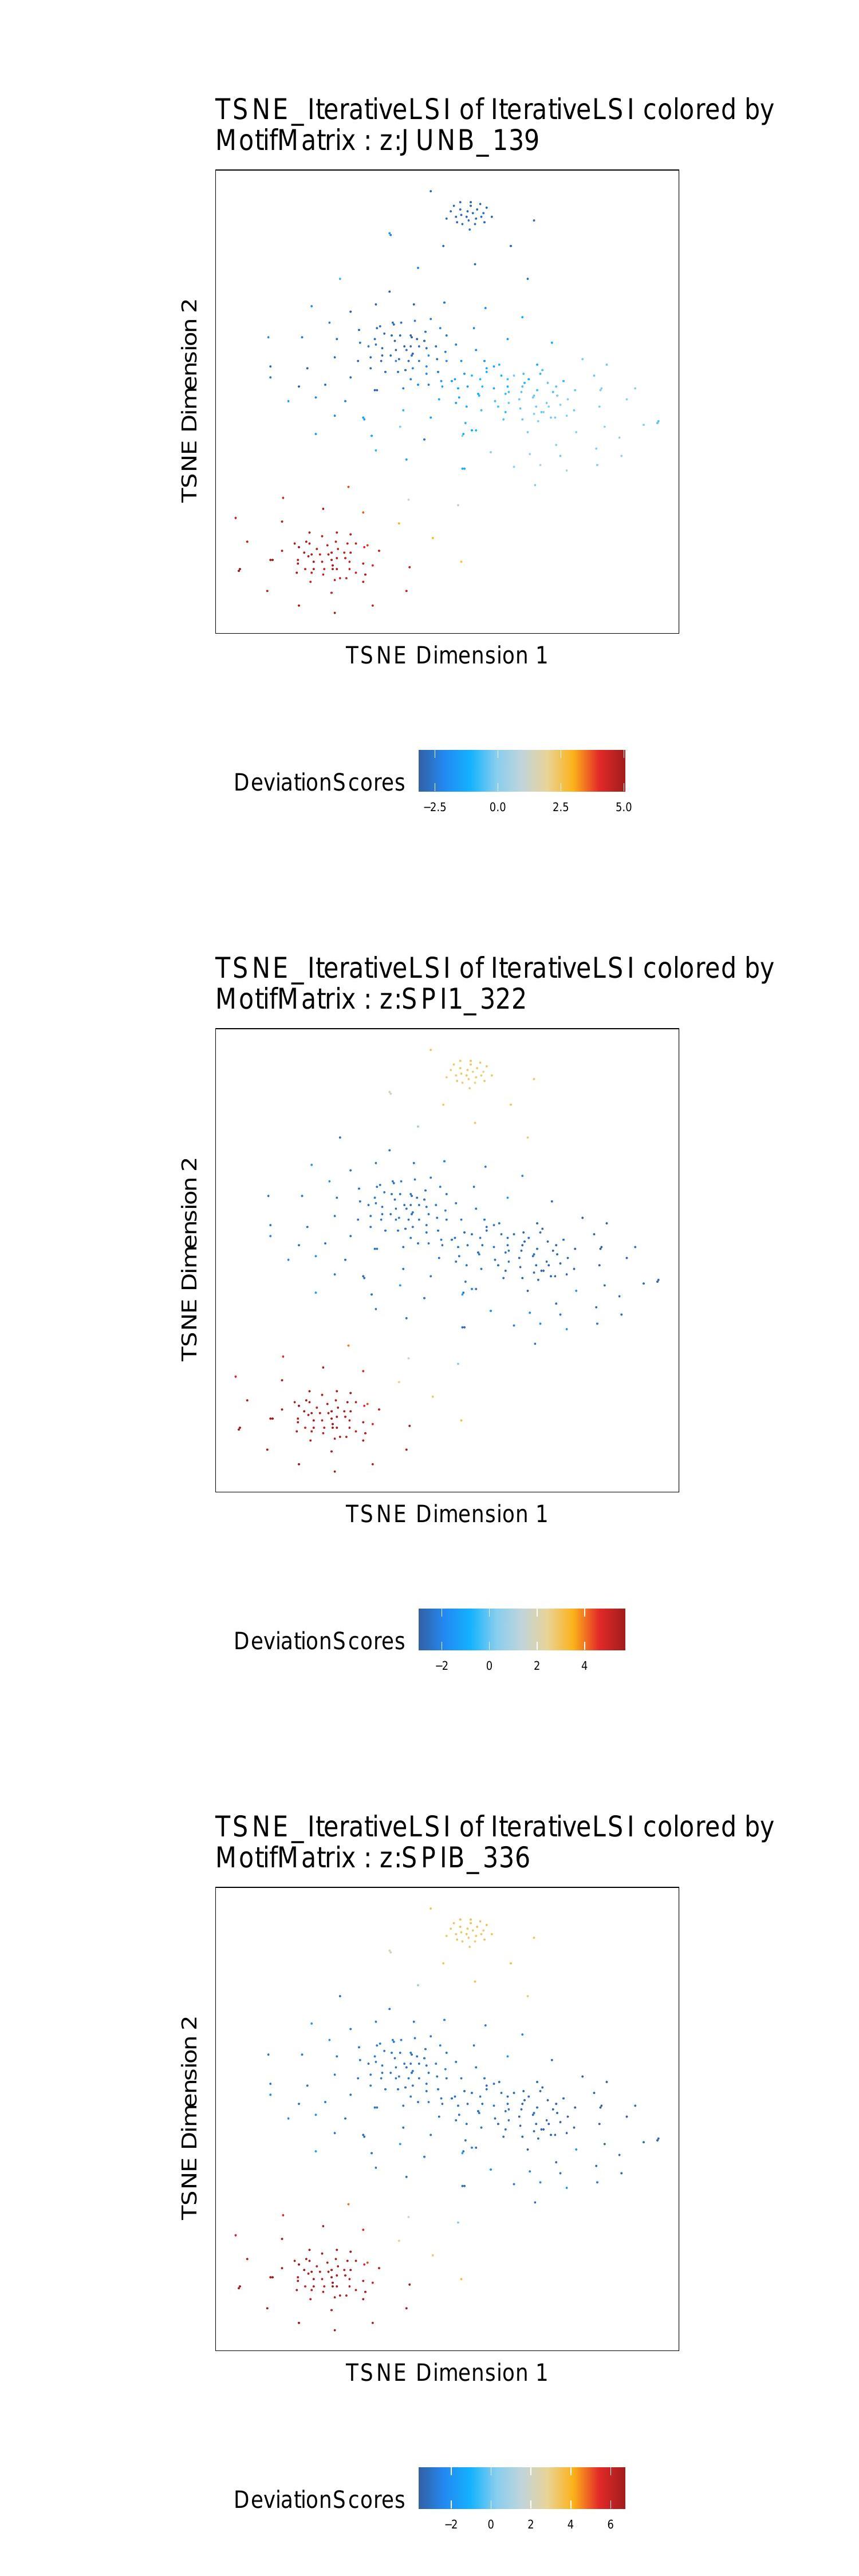 TSNE_IterativeLSI of IterativeLSI colored by
MotifMatrix : z:JUNB_139
TSNE Dimension 2
TSNE Dimension 1
DeviationScores
−2.5 0.0 2.5 5.0
TSNE_IterativeLSI of IterativeLSI colored by
MotifMatrix : z:SPI1_322
TSNE Dimension 2
TSNE Dimension 1
DeviationScores
−2 0 2 4
TSNE_IterativeLSI of IterativeLSI colored by
MotifMatrix : z:SPIB_336
TSNE Dimension 2
TSNE Dimension 1
DeviationScores
−2 0 2 4 6